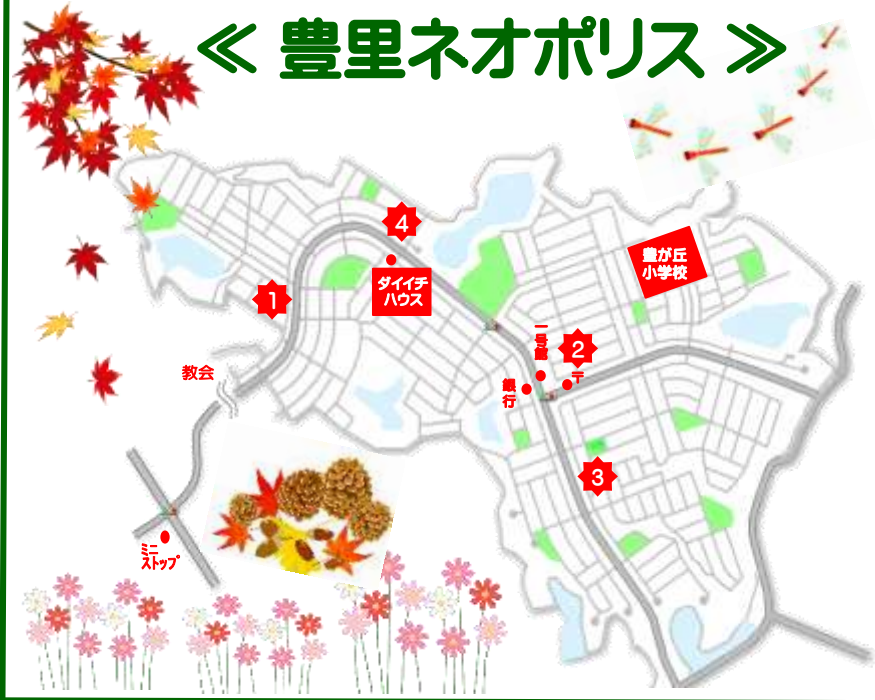 ≪ 豊里ネオポリス ≫
4
豊が丘
小学校
ダイイチ
ハウス
1
一号館
2
〒
教会
銀行
3
ミニ
ストップ